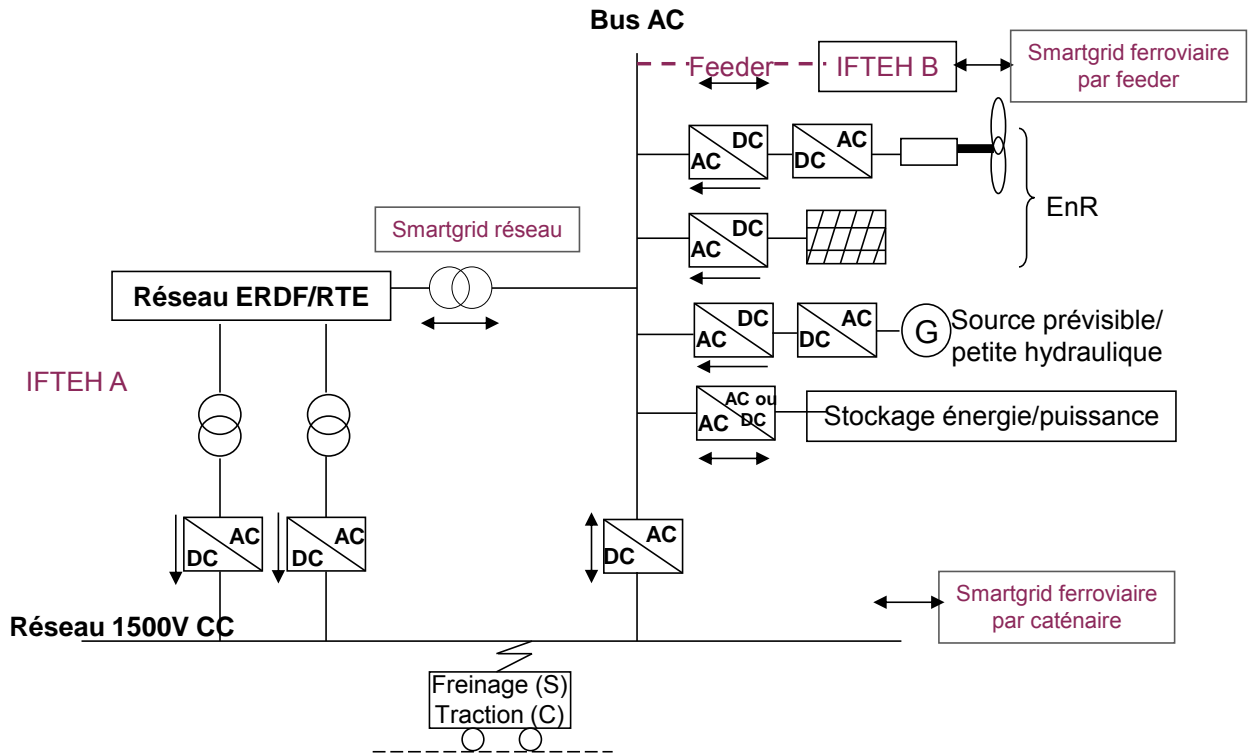 Bus AC
Feeder
IFTEH B
Smartgrid ferroviaire
par feeder
DC
AC
AC
DC
EnR
DC
AC
Smartgrid réseau
Réseau ERDF/RTE
DC
AC
AC
DC
G
Source prévisible/
petite hydraulique
IFTEH A
AC ou
DC
AC
Stockage énergie/puissance
AC
DC
AC
DC
AC
DC
Smartgrid ferroviaire
par caténaire
Réseau 1500V CC
Freinage (S)
Traction (C)